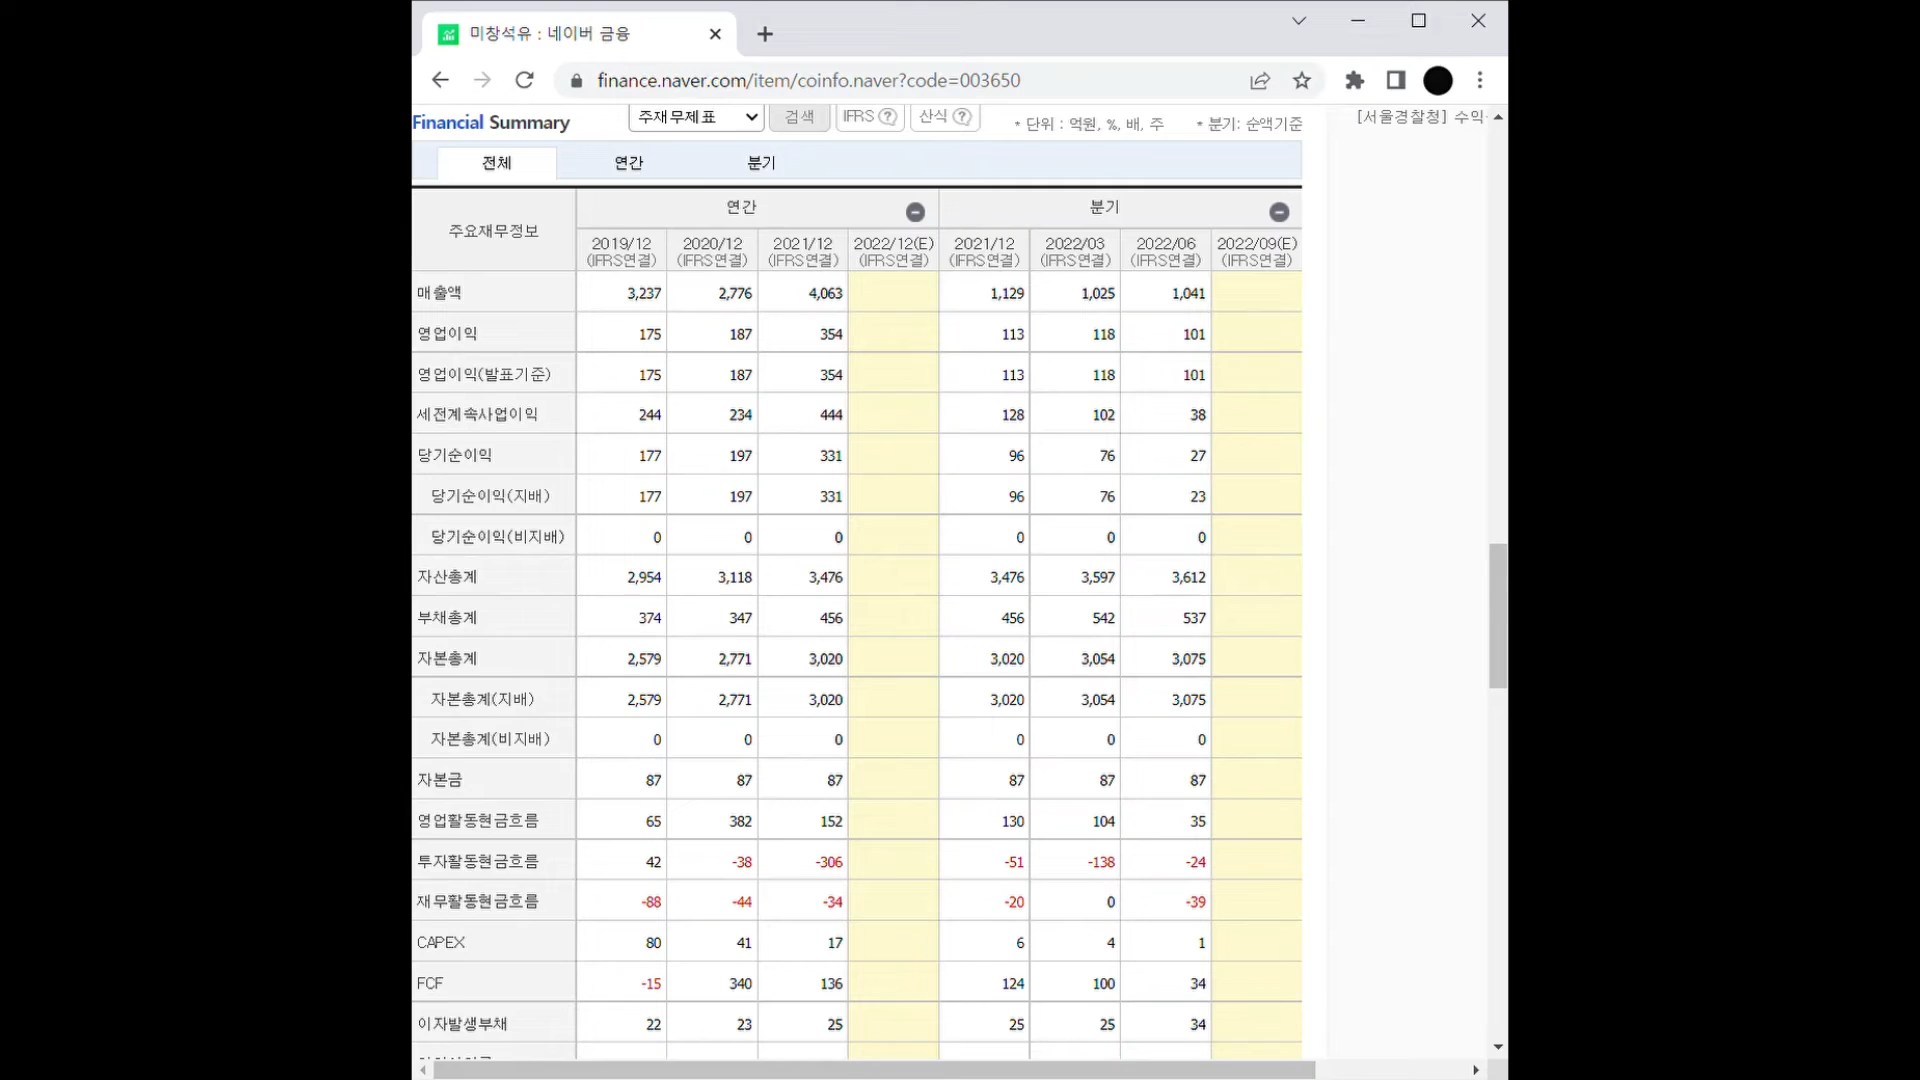 미창석유 : 네이버 금융
finance.naver.com/item/coinfo.naver?code=003650
Financial Summary 주재무제표 검색 IFRS ? 산식 ? * 단위 : 억원, %, 배, 주 * 분기: 순액기준 [서울경찰청] 수익
전체 연간 분기
주요재무정보 연간 분기
2019/12 2020/12 2021/12 2022/12(E) 2021/12 2022/03 2022/06 2022/09(E)
(IFRS연결) (IFRS연결) (IFRS연결) (IFRS연결) (IFRS연결) (IFRS연결) (IFRS연결) (IFRS연결)
매출액 3,237 2,776 4,063 1,129 1,025 1,041
영업이익 175 187 354 113 118 101
영업이익(발표기준) 175 187 354 113 118 101
세전계속사업이익 244 234 444 128 102 38
당기순이익 177 197 331 96 76 27
당기순이익(지배) 177 197 331 96 76 23
당기순이익(비지배) 0 0 0 0 0 0
자산총계 2,954 3,118 3,476 3,476 3,597 3,612
부채총계 374 347 456 456 542 537
자본총계 2,579 2,771 3,020 3,020 3,054 3,075
자본총계(지배) 2,579 2,771 3,020 3,020 3,054 3,075
자본총계(비지배) 0 0 0 0 0 0
자본금 87 87 87 87 87 87
영업활동현금흐름 65 382 152 130 104 35
투자활동현금흐름 42 -38 -306 -51 -138 -24
재무활동현금흐름 -88 -44 -34 -20 0 -39
CAPEX 80 41 17 6 4 1
FCF -15 340 136 124 100 34
이자발생부채 22 23 25 25 25 34